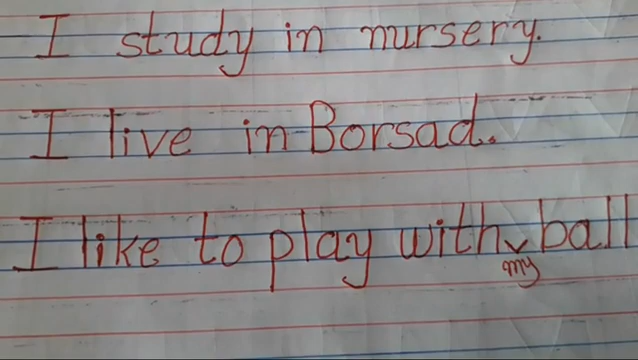 I study in nursery.
I live in Borsad.
I like to play with my ball